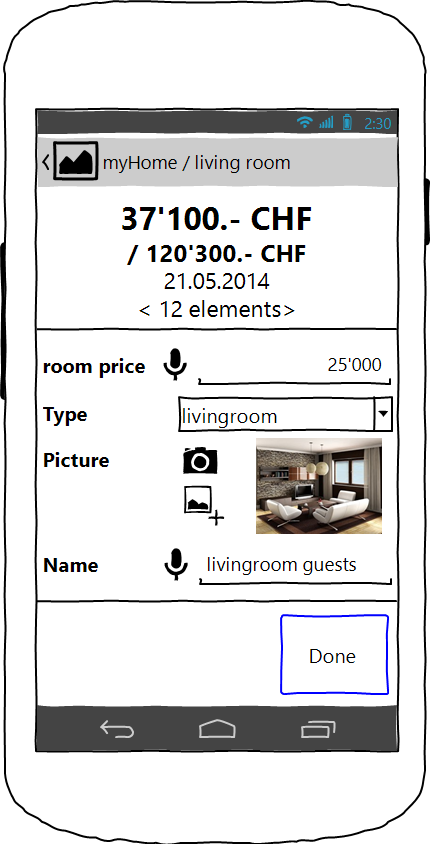 2:30
myHome / living room
37'100.- CHF
/ 120'300.- CHF
21.05.2014
< 12 elements>
room price 25'000
Type livingroom
Picture
Name livingroom guests
Done